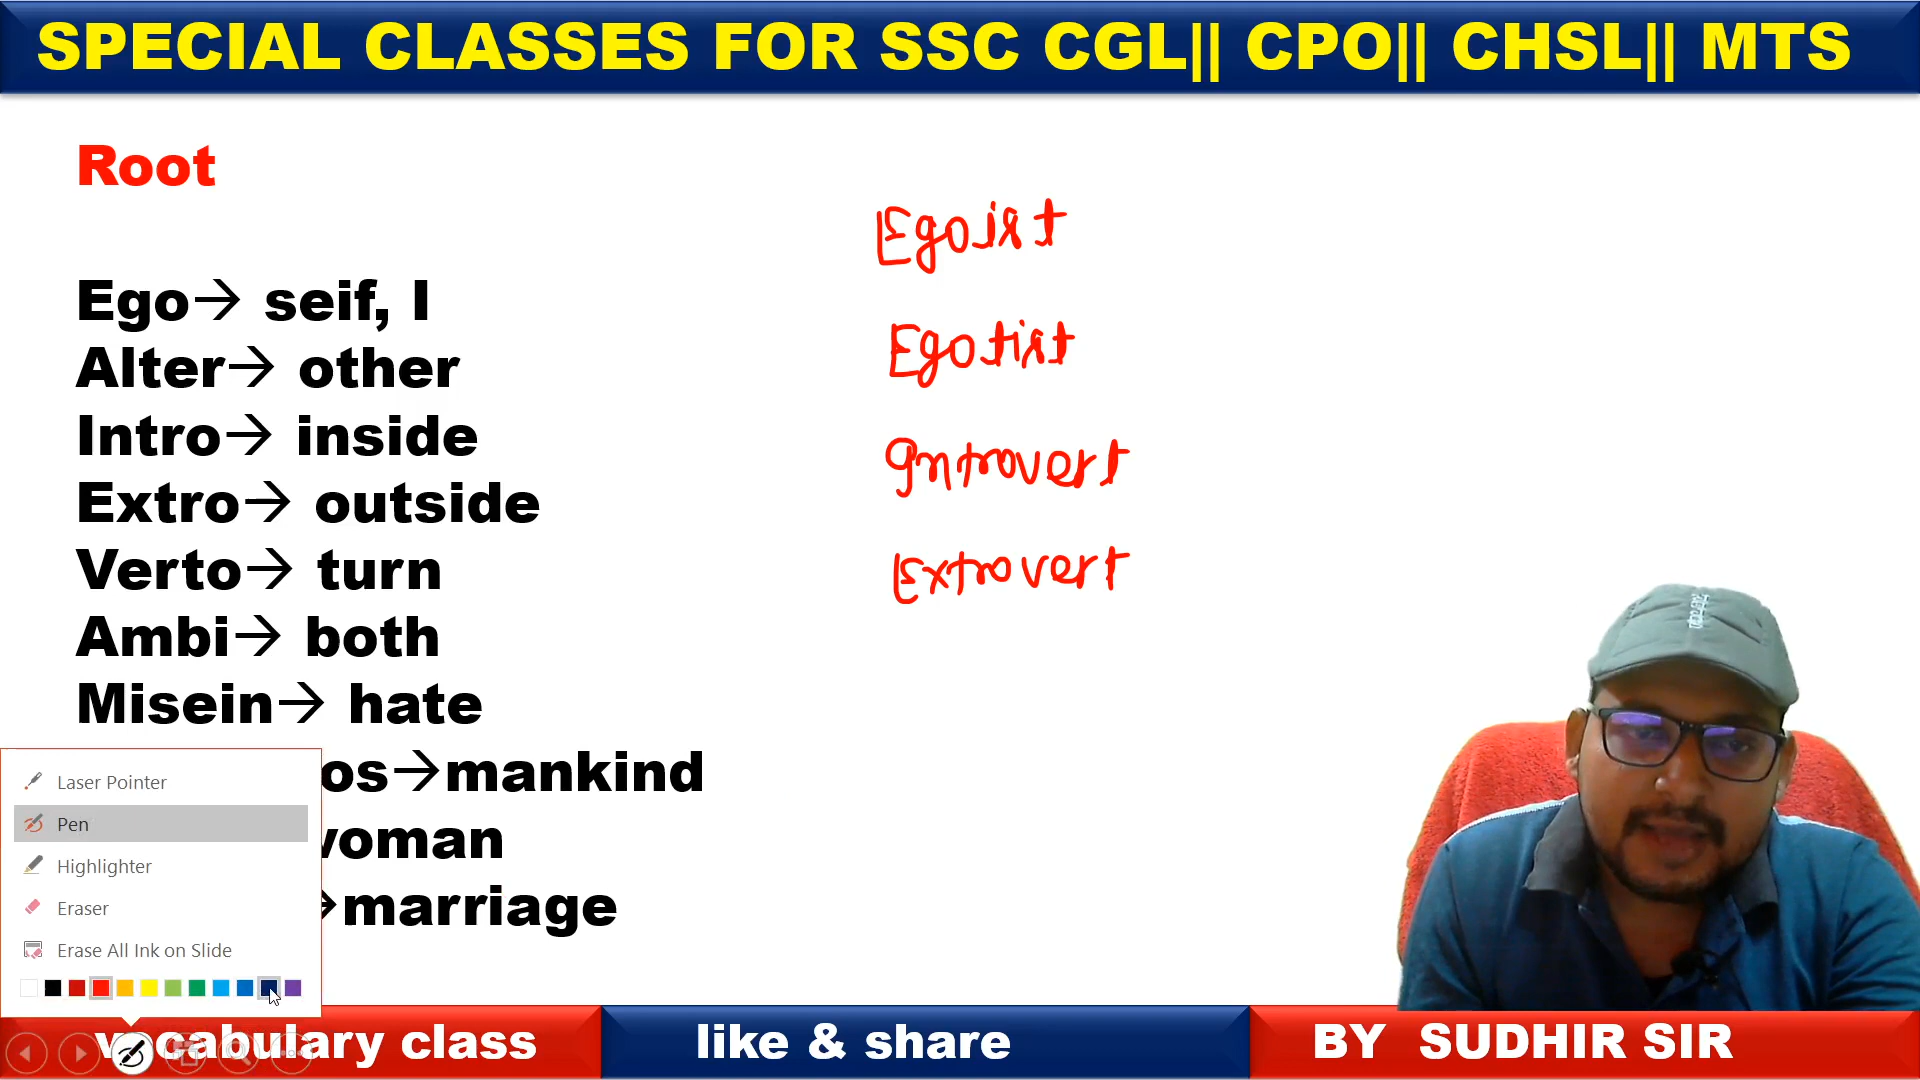 SPECIAL CLASSES FOR SSC CGL|| CPO|| CHSL|| MTS
Root
Ego→ seif, I
Alter→ other
Intro→ inside
Extro→ outside
Verto→ turn
Ambi→ both
Misein→ hate
os→mankind
woman
→marriage
Egoist
Egotist
Introvert
Extrovert
Laser Pointer
Pen
Highlighter
Eraser
Erase All Ink on Slide
vocabulary class
like & share
BY SUDHIR SIR